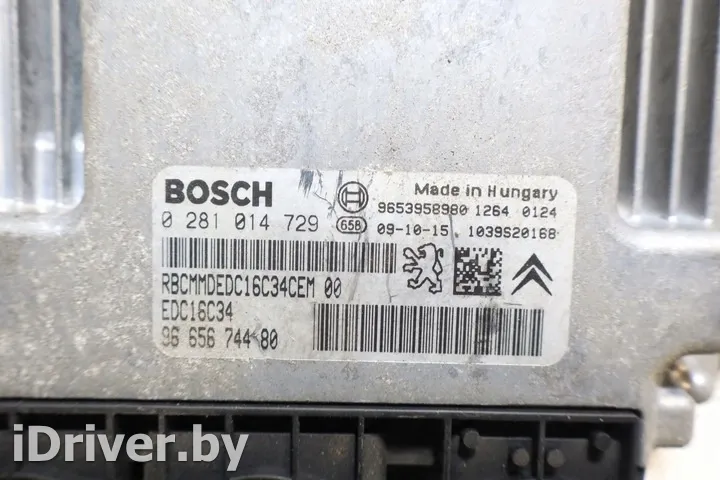 BOSCH
Made in Hungary
9653958980 1264 0124
0 281 014 729 658 09-10-15 1039S20168
RBCMMDEDC16C34CEM 00
EDC16C34
96 656 744 80
iDriver.by